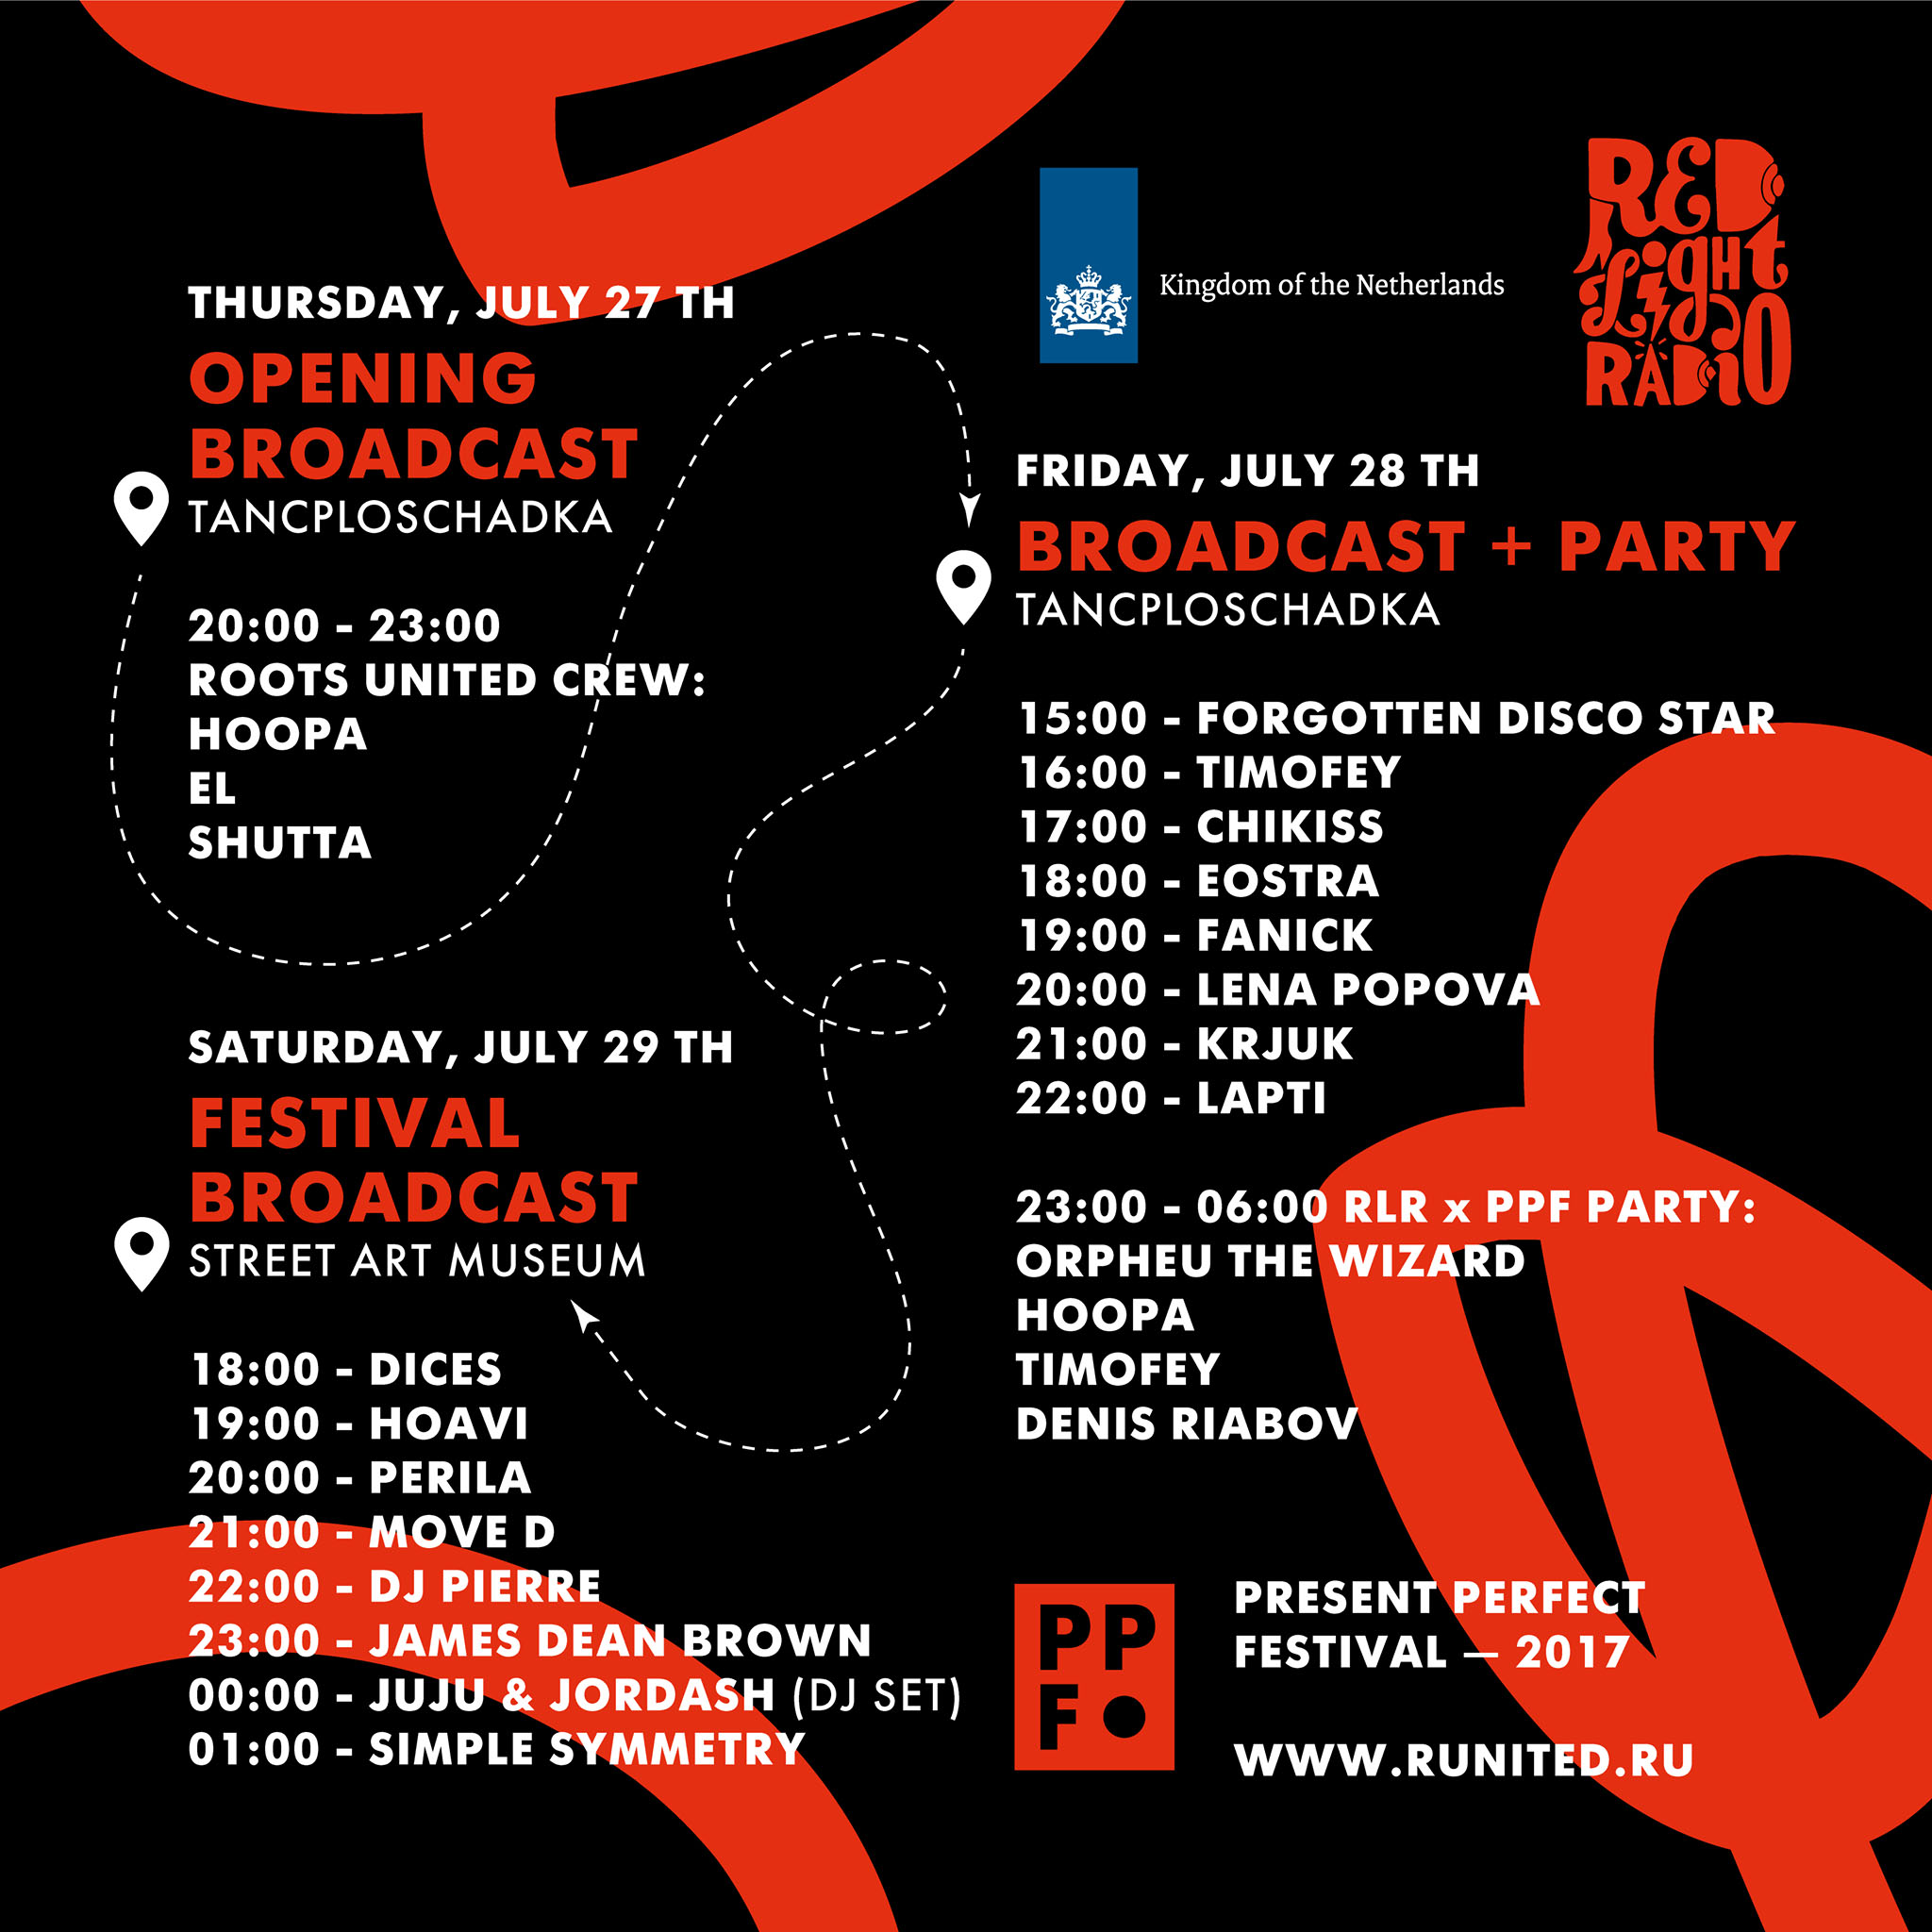 THURSDAY, JULY 27 TH
OPENING
BROADCAST
TANCPLOSCHADKA
20:00 - 23:00
ROOTS UNITED CREW:
HOOPA
EL
SHUTTA
Kingdom of the Netherlands
RED
Light
RADIO
FRIDAY, JULY 28 TH
BROADCAST + PARTY
TANCPLOSCHADKA
15:00 - FORGOTTEN DISCO STAR
16:00 - TIMOFEY
17:00 - CHIKISS
18:00 - EOSTRA
19:00 - FANICK
20:00 - LENA POPOVA
21:00 - KRJUK
22:00 - LAPTI
23:00 - 06:00 RLR x PPF PARTY:
ORPHEU THE WIZARD
HOOPA
TIMOFEY
DENIS RIABOV
SATURDAY, JULY 29 TH
FESTIVAL
BROADCAST
STREET ART MUSEUM
18:00 - DICES
19:00 - HOAVI
20:00 - PERILA
21:00 - MOVE D
22:00 - DJ PIERRE
23:00 - JAMES DEAN BROWN
00:00 - JUJU & JORDASH (DJ SET)
01:00 - SIMPLE SYMMETRY
PP
F
PRESENT PERFECT
FESTIVAL — 2017
WWW.RUNITED.RU